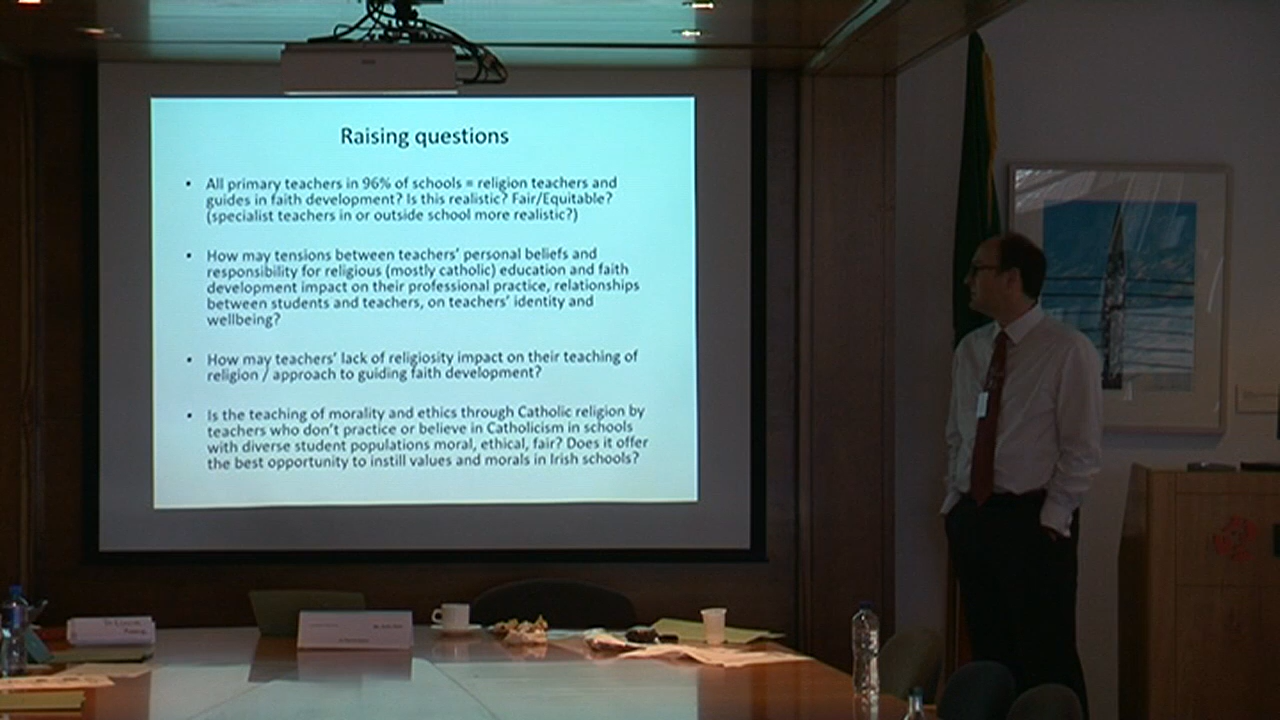 Raising questions
• All primary teachers in 96% of schools = religion teachers and
guides in faith development? Is this realistic? Fair/Equitable?
(specialist teachers in or outside school more realistic?)
• How may tensions between teachers' personal beliefs and
responsibility for religious (mostly catholic) education and faith
development impact on their professional practice, relationships
between students and teachers, on teachers' identity and
wellbeing?
• How may teachers' lack of religiosity impact on their teaching of
religion / approach to guiding faith development?
• Is the teaching of morality and ethics through Catholic religion by
teachers who don't practice or believe in Catholicism in schools
with diverse student populations moral, ethical, fair? Does it offer
the best opportunity to instill values and morals in Irish schools?